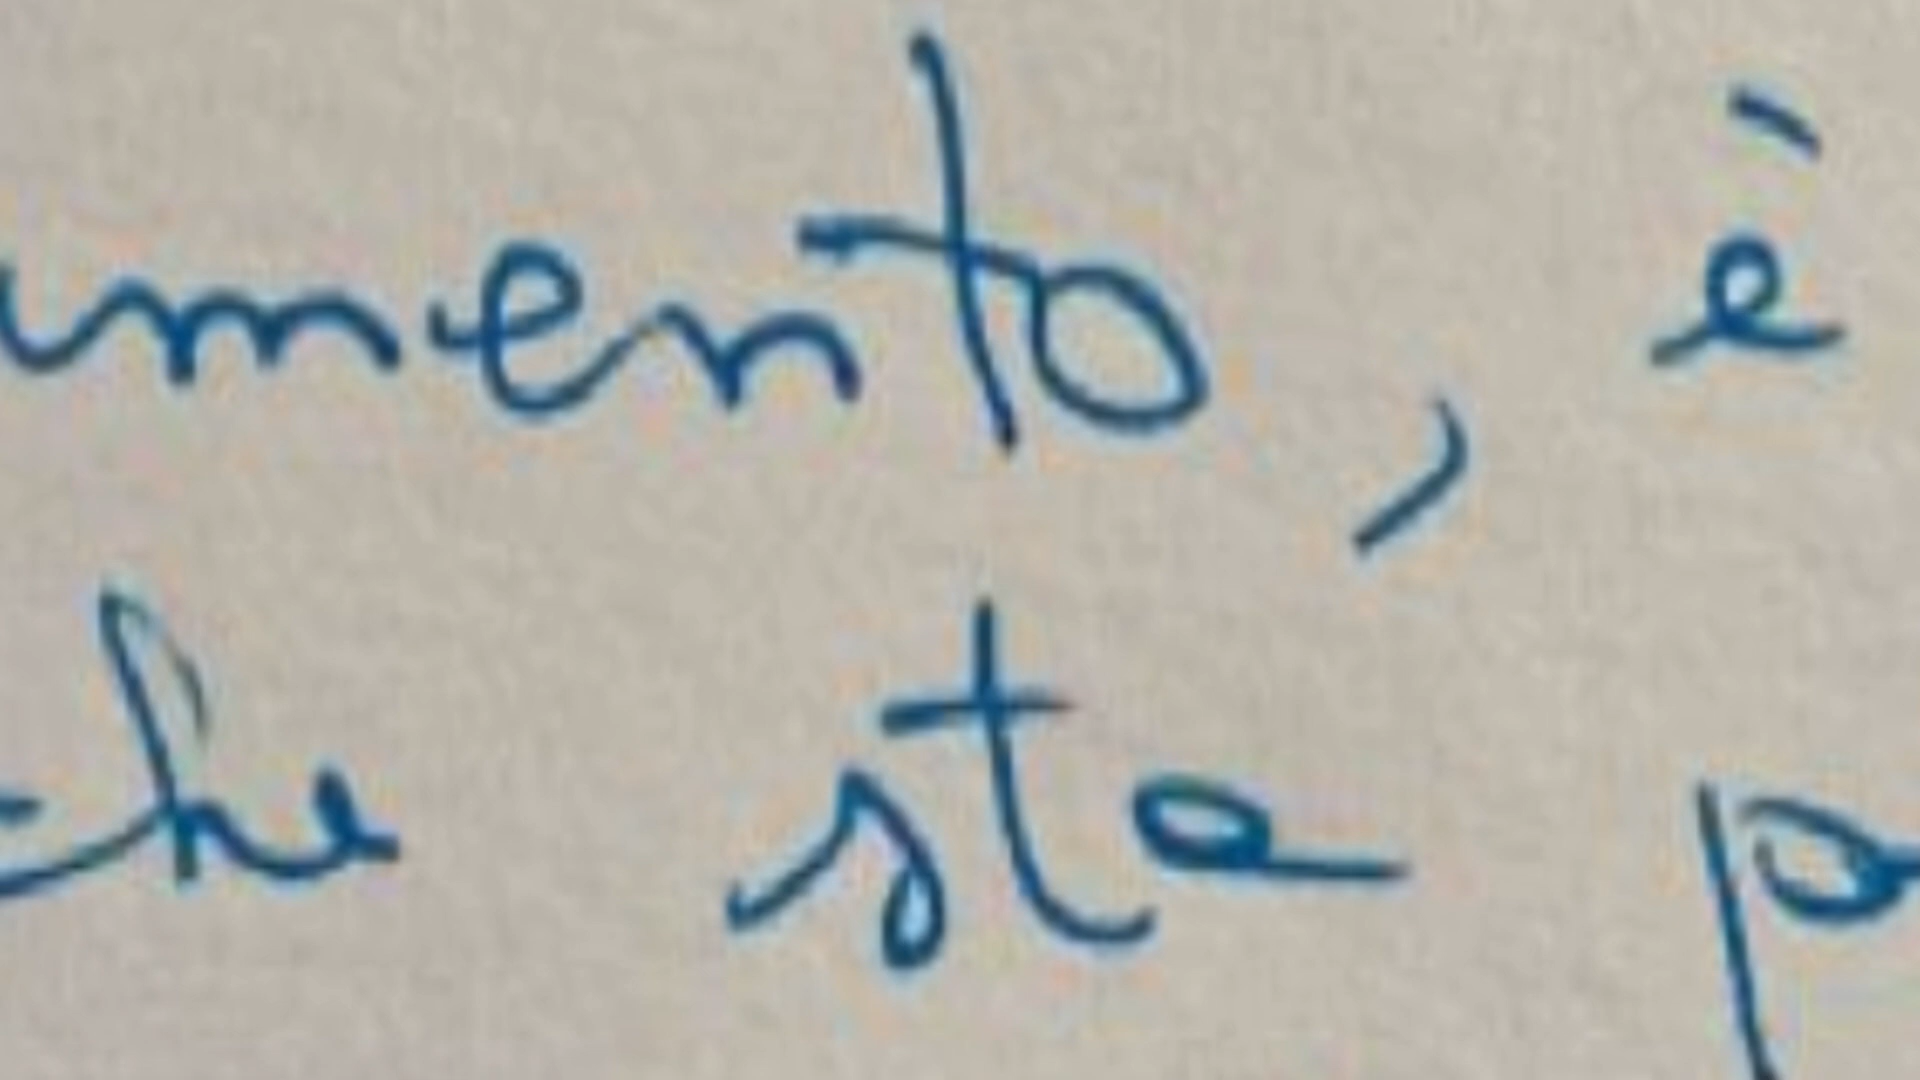 umento, è
che sta p